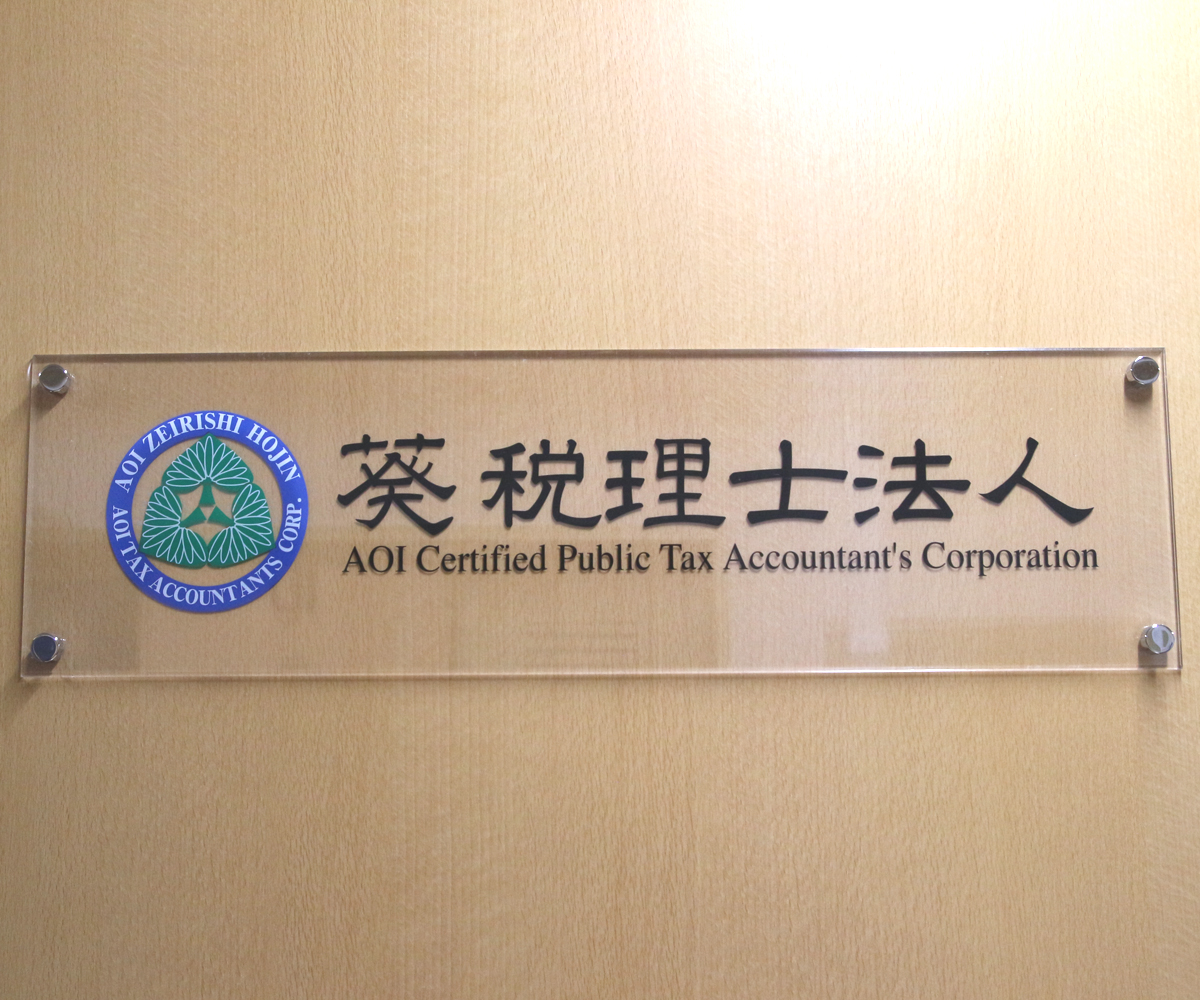 AOI ZEIRISHI HOJIN
AOI TAX ACCOUNTANTS CORP.
葵税理士法人
AOI Certified Public Tax Accountant's Corporation